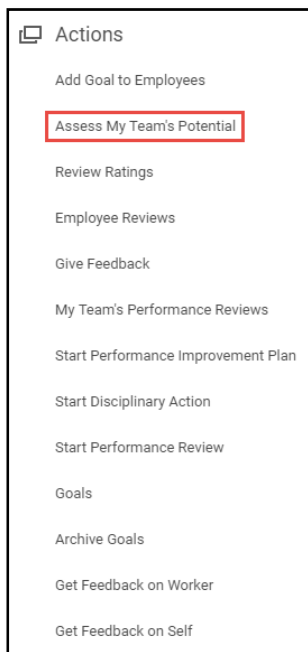 Actions
Add Goal to Employees
Assess My Team's Potential
Review Ratings
Employee Reviews
Give Feedback
My Team's Performance Reviews
Start Performance Improvement Plan
Start Disciplinary Action
Start Performance Review
Goals
Archive Goals
Get Feedback on Worker
Get Feedback on Self